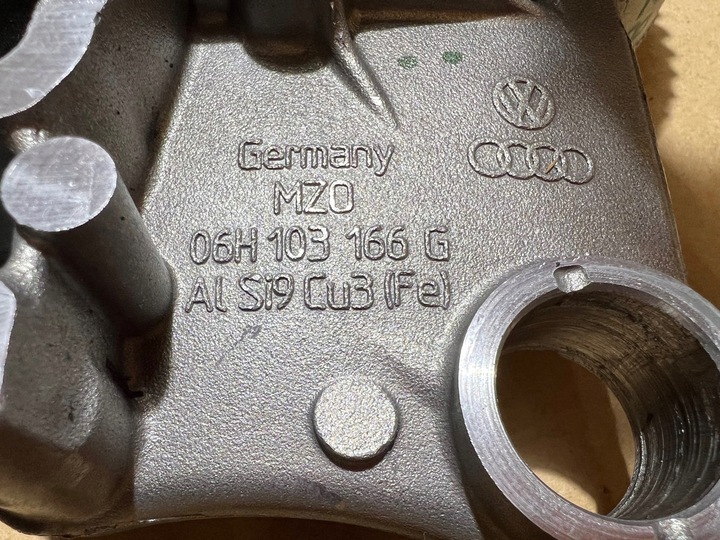 Germany
MZO
06H 103 166 G
Al Si9 Cu3 (Fe)